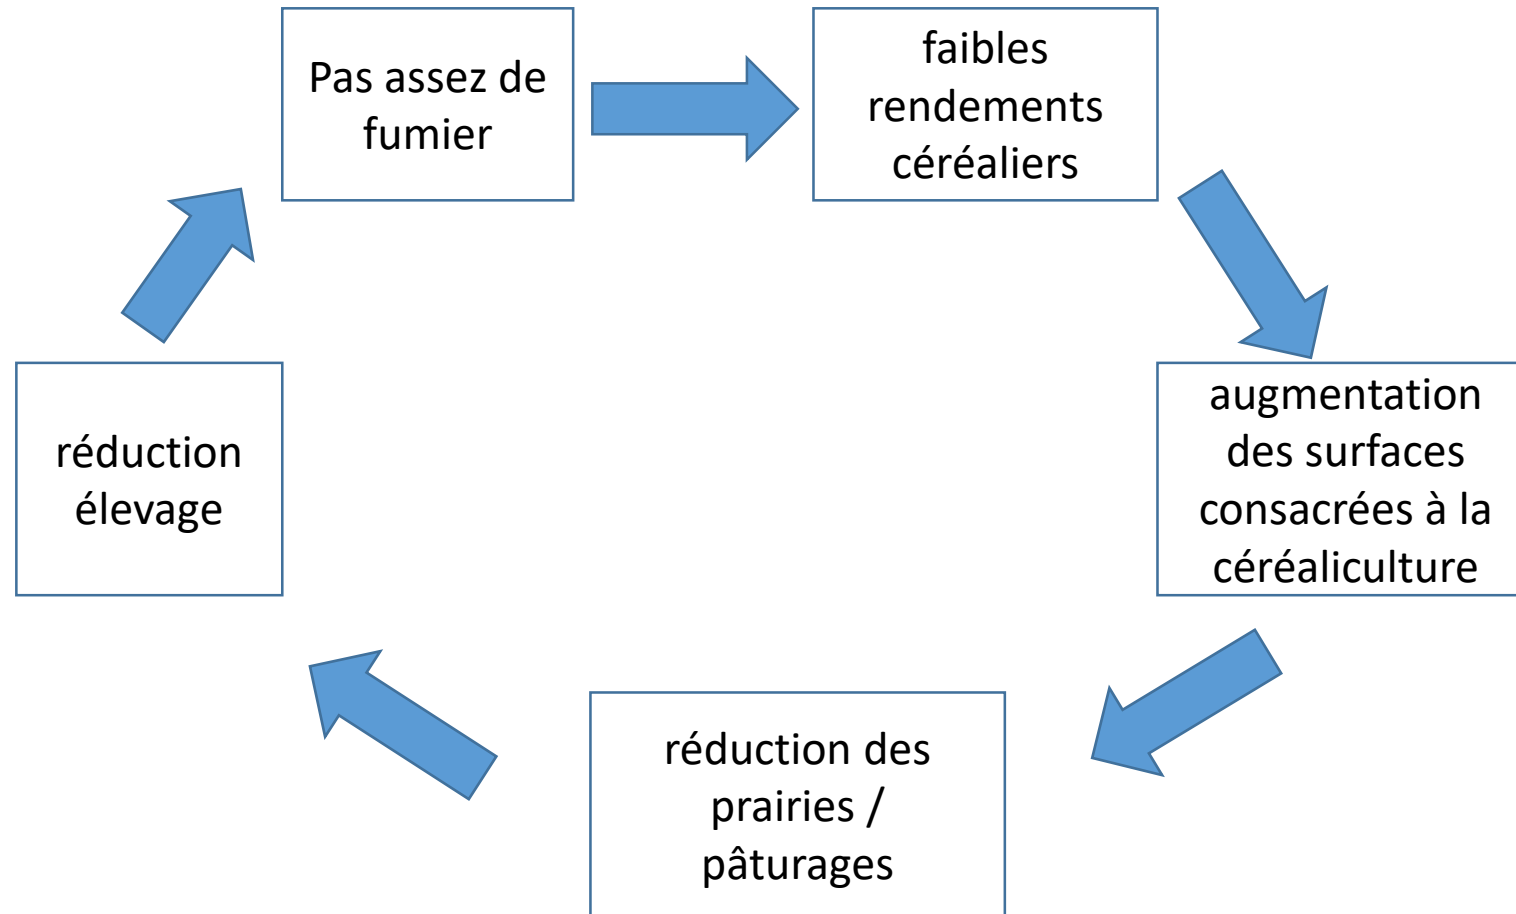 Pas assez de
fumier
faibles
rendements
céréaliers
augmentation
des surfaces
consacrées à la
céréaliculture
réduction des
prairies /
pâturages
réduction
élevage